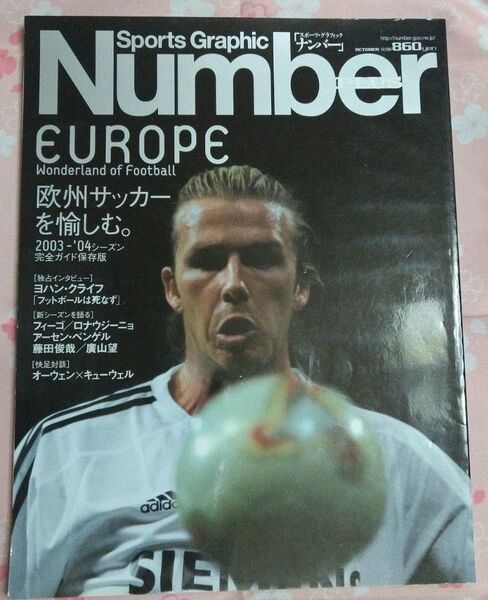 Sports Graphic
「スポーツ・グラフィック
ナンバー」
http://number.goo.ne.jp/
OCTOBER
860yen
Number
PLUS
EUROPE
Wonderland of Football
欧州サッカー
を愉しむ。
2003-'04シーズン
完全ガイド保存版
[独占インタビュー]
ヨハン・クライフ
「フットボールは死なず」
[新シーズンを語る]
フィーゴ/ロナウジーニョ
アーセン・ベンゲル
藤田俊哉/廣山望
[快足対談]
オーウェン×キューウェル
adidas
SIEMENS